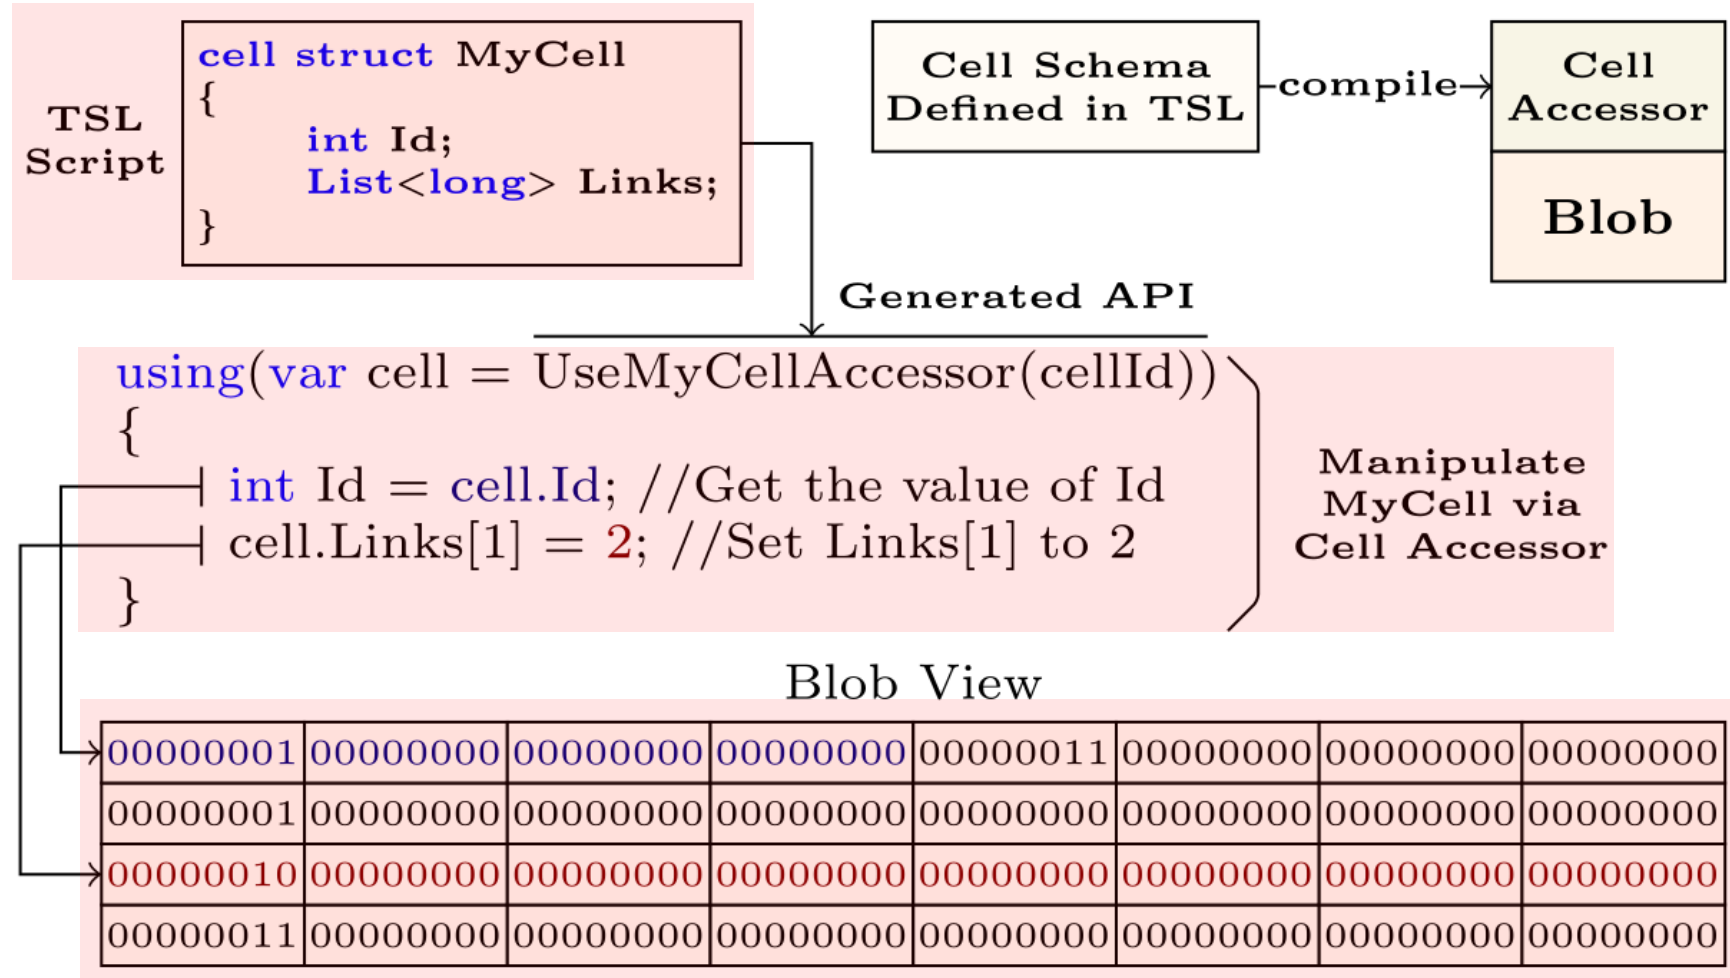 TSL
Script
cell struct MyCell
{
int Id;
List<long> Links;
}
Cell Schema
Defined in TSL
compile
Cell
Accessor
Blob
Generated API
using(var cell = UseMyCellAccessor(cellId))
{
int Id = cell.Id; //Get the value of Id
cell.Links[1] = 2; //Set Links[1] to 2
}
Manipulate
MyCell via
Cell Accessor
Blob View
00000001 00000000 00000000 00000000 00000011 00000000 00000000 00000000
00000001 00000000 00000000 00000000 00000000 00000000 00000000 00000000
00000010 00000000 00000000 00000000 00000000 00000000 00000000 00000000
00000011 00000000 00000000 00000000 00000000 00000000 00000000 00000000